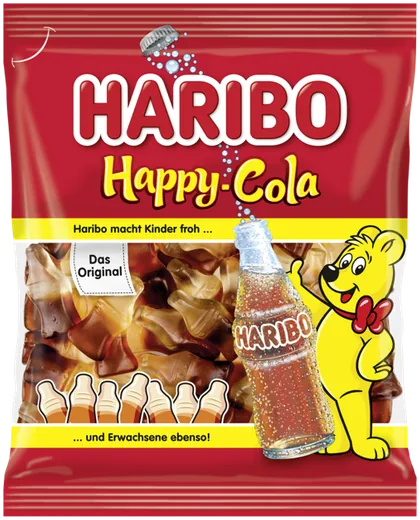 HARIBO
Happy-Cola
Haribo macht Kinder froh ...
Das
Original
HARIBO
... und Erwachsene ebenso!